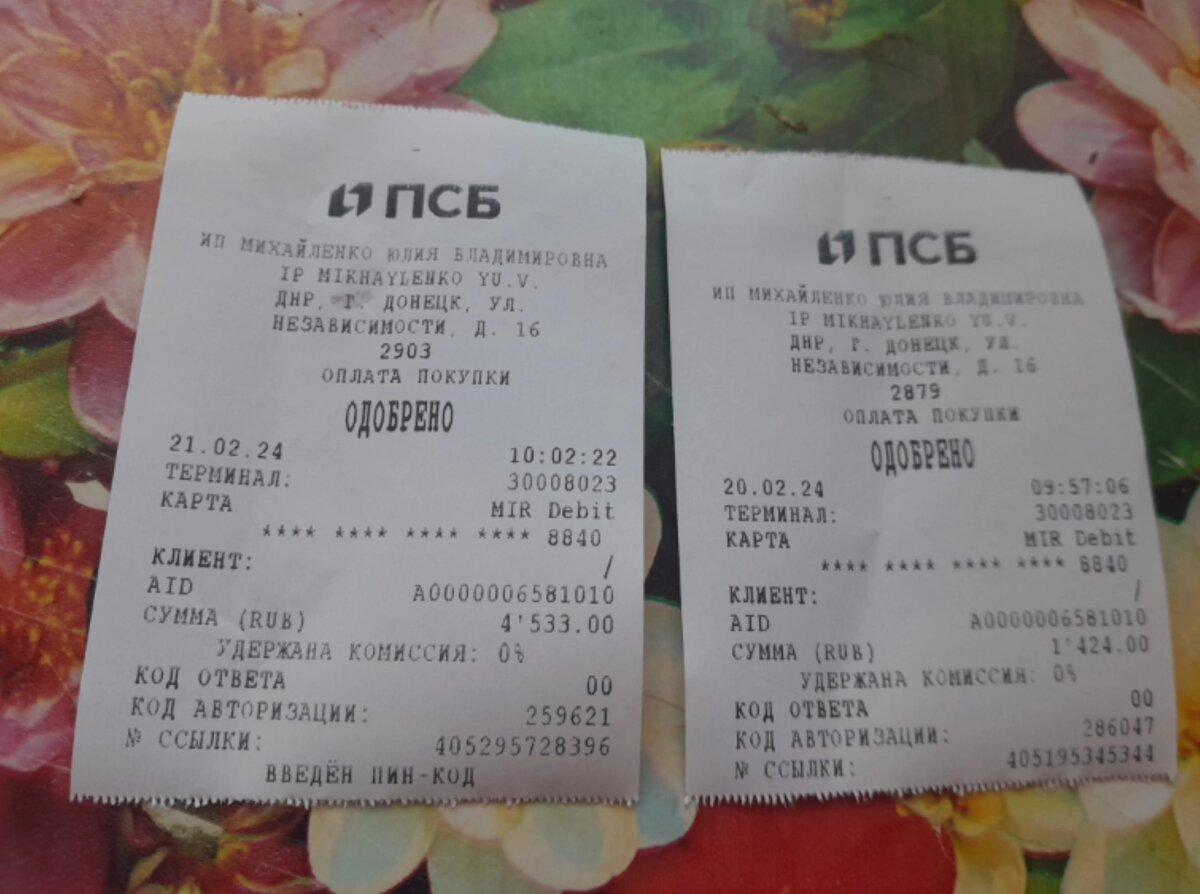 ПСБ
ИП МИХАЙЛЕНКО ЮЛИЯ ВЛАДИМИРОВНА
IP MIKHAYLENKO YU.V.
ДНР, Г. ДОНЕЦК, УЛ.
НЕЗАВИСИМОСТИ, Д. 16
2903
ОПЛАТА ПОКУПКИ
ОДОБРЕНО
21.02.24 10:02:22
ТЕРМИНАЛ: 30008023
КАРТА MIR Debit
**** **** **** **** 8840
КЛИЕНТ: /
AID A0000006581010
СУММА (RUB) 4'533.00
УДЕРЖАНА КОМИССИЯ: 0%
КОД ОТВЕТА 00
КОД АВТОРИЗАЦИИ: 259621
№ ССЫЛКИ: 405295728396
ВВЕДЁН ПИН-КОД
ПСБ
ИП МИХАЙЛЕНКО ЮЛИЯ ВЛАДИМИРОВНА
IP MIKHAYLENKO YU.V.
ДНР, Г. ДОНЕЦК, УЛ.
НЕЗАВИСИМОСТИ, Д. 16
2879
ОПЛАТА ПОКУПКИ
ОДОБРЕНО
20.02.24 09:57:06
ТЕРМИНАЛ: 30008023
КАРТА MIR Debit
**** **** **** **** 8840
КЛИЕНТ: /
AID A0000006581010
СУММА (RUB) 1'424.00
УДЕРЖАНА КОМИССИЯ: 0%
КОД ОТВЕТА 00
КОД АВТОРИЗАЦИИ: 286047
№ ССЫЛКИ: 405195345344